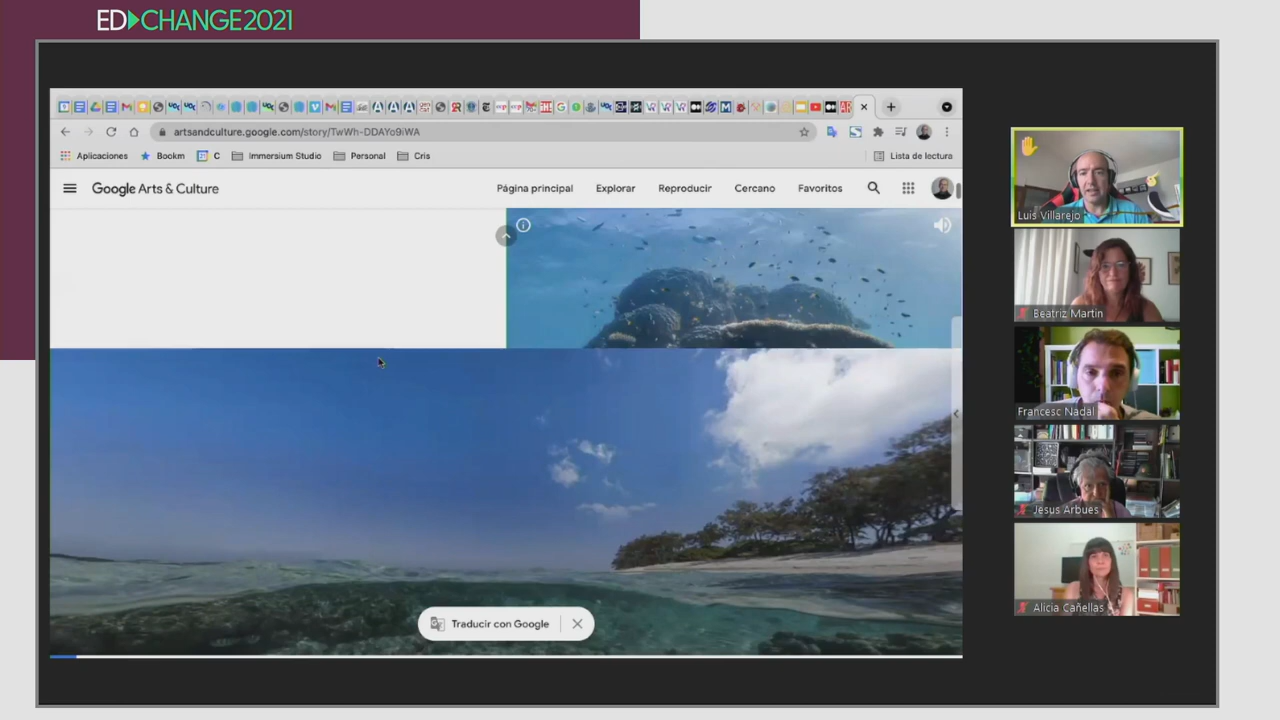 ED CHANGE2021
artsandculture.google.com/story/TwWh-DDAYo9iWA
Aplicaciones Bookm C Immersium Studio Personal Cris Lista de lectura
Google Arts & Culture Página principal Explorar Reproducir Cercano Favoritos
Traducir con Google
Luis Villarejo
Beatriz Martin
Francesc Nadal
Jesus Arbues
Alicia Cañellas